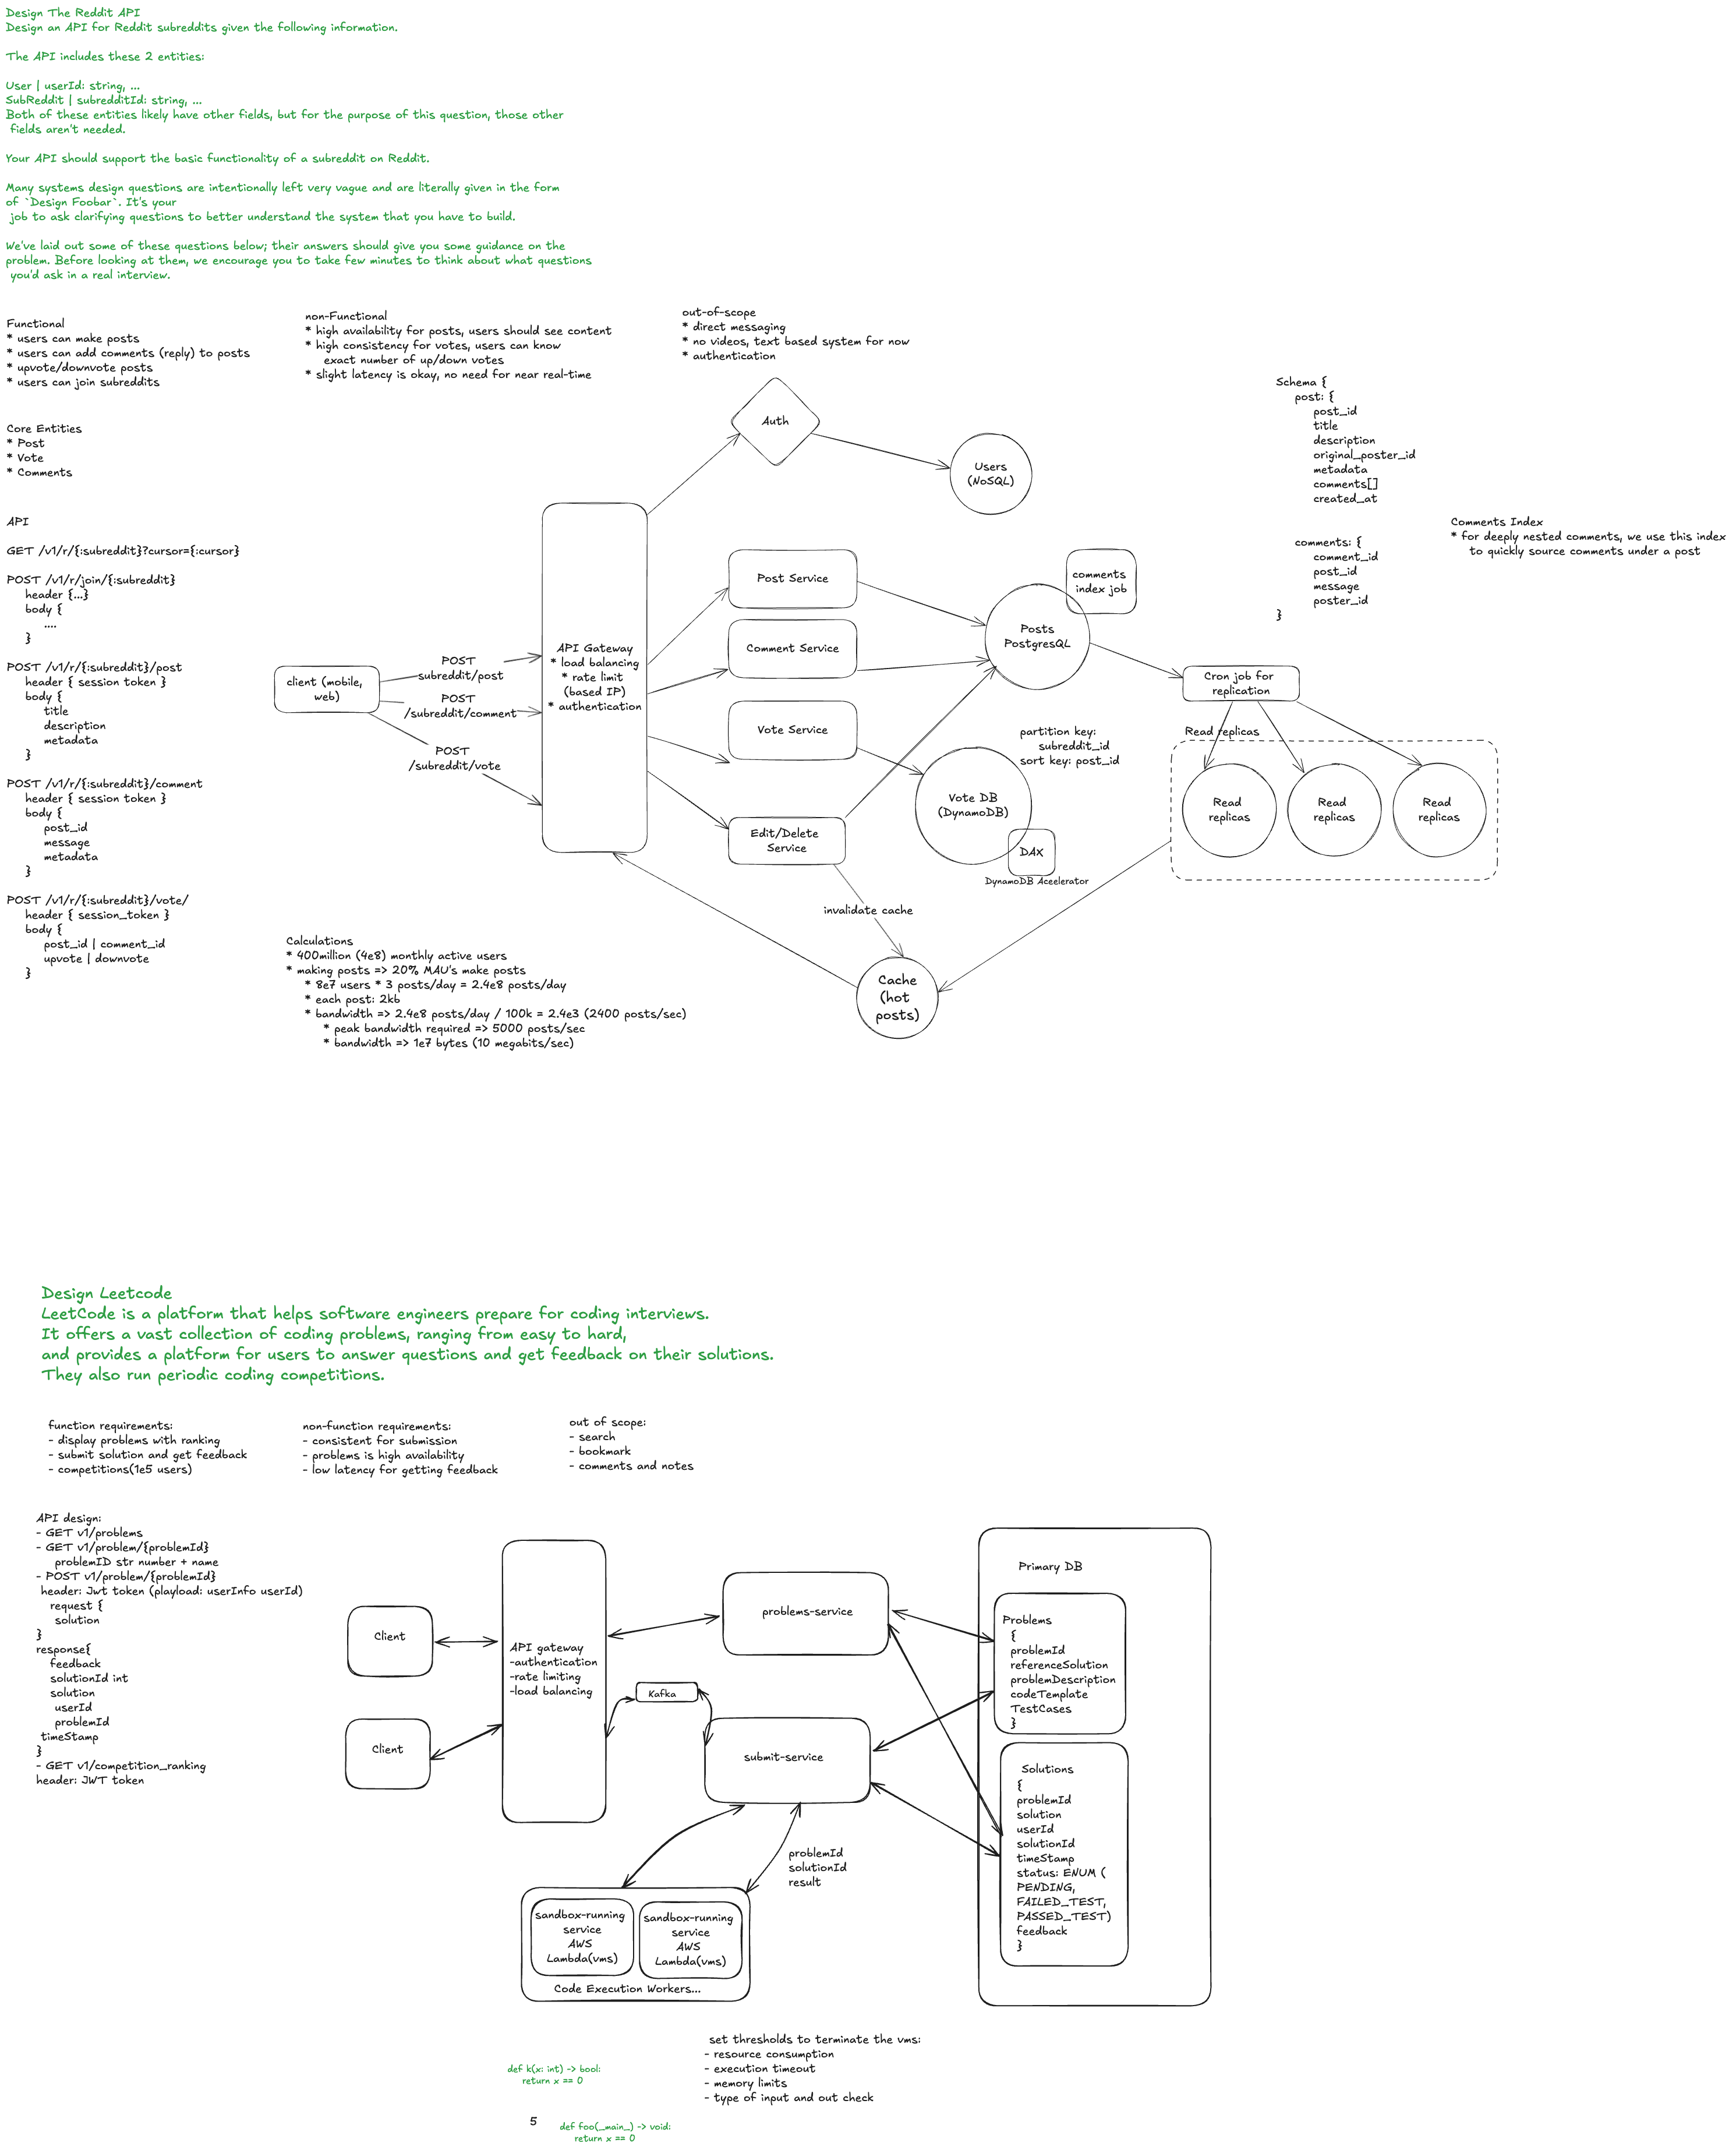 Design The Reddit API
Design an API for Reddit subreddits given the following information.
The API includes these 2 entities:
User | userId: string, ...
SubReddit | subredditId: string, ...
Both of these entities likely have other fields, but for the purpose of this question, those other
fields aren't needed.
Your API should support the basic functionality of a subreddit on Reddit.
Many systems design questions are intentionally left very vague and are literally given in the form
of `Design Foobar`. It's your
job to ask clarifying questions to better understand the system that you have to build.
We've laid out some of these questions below; their answers should give you some guidance on the
problem. Before looking at them, we encourage you to take few minutes to think about what questions
you'd ask in a real interview.
Functional
* users can make posts
* users can add comments (reply) to posts
* upvote/downvote posts
* users can join subreddits
non-Functional
* high availability for posts, users should see content
* high consistency for votes, users can know
exact number of up/down votes
* slight latency is okay, no need for near real-time
out-of-scope
* direct messaging
* no videos, text based system for now
* authentication
Core Entities
* Post
* Vote
* Comments
API
GET /v1/r/{:subreddit}?cursor={:cursor}
POST /v1/r/join/{:subreddit}
header {...}
body {
....
}
POST /v1/r/{:subreddit}/post
header { session token }
body {
title
description
metadata
}
POST /v1/r/{:subreddit}/comment
header { session token }
body {
post_id
message
metadata
}
POST /v1/r/{:subreddit}/vote/
header { session_token }
body {
post_id | comment_id
upvote | downvote
}
client (mobile,
web)
POST
subreddit/post
POST
/subreddit/comment
POST
/subreddit/vote
API Gateway
* load balancing
* rate limit
(based IP)
* authentication
Auth
Users
(NoSQL)
Post Service
Comment Service
Vote Service
Edit/Delete
Service
comments
index job
Posts
PostgresQL
partition key:
subreddit_id
sort key: post_id
Vote DB
(DynamoDB)
DAX
DynamoDB Acelerator
invalidate cache
Cache
(hot
posts)
Cron job for
replication
Read replicas
Read
replicas
Read
replicas
Read
replicas
Schema {
post: {
post_id
title
description
original_poster_id
metadata
comments[]
created_at
comments: {
comment_id
post_id
message
poster_id
}
Comments Index
* for deeply nested comments, we use this index
to quickly source comments under a post
Calculations
* 400million (4e8) monthly active users
* making posts => 20% MAU's make posts
* 8e7 users * 3 posts/day = 2.4e8 posts/day
* each post: 2kb
* bandwidth => 2.4e8 posts/day / 100k = 2.4e3 (2400 posts/sec)
* peak bandwidth required => 5000 posts/sec
* bandwidth => 1e7 bytes (10 megabits/sec)
Design Leetcode
LeetCode is a platform that helps software engineers prepare for coding interviews.
It offers a vast collection of coding problems, ranging from easy to hard,
and provides a platform for users to answer questions and get feedback on their solutions.
They also run periodic coding competitions.
function requirements:
- display problems with ranking
- submit solution and get feedback
- competitions(1e5 users)
non-function requirements:
- consistent for submission
- problems is high availability
- low latency for getting feedback
out of scope:
- search
- bookmark
- comments and notes
API design:
- GET v1/problems
- GET v1/problem/{problemId}
problemID str number + name
- POST v1/problem/{problemId}
header: Jwt token (playload: userInfo userId)
request {
solution
}
response{
feedback
solutionId int
solution
userId
problemId
timeStamp
}
- GET v1/competition_ranking
header: JWT token
Client
Client
API gateway
-authentication
-rate limiting
-load balancing
Kafka
problems-service
submit-service
problemId
solutionId
result
sandbox-running
service
AWS
Lambda(vms)
sandbox-running
service
AWS
Lambda(vms)
Code Execution Workers...
Primary DB
Problems
{
problemId
referenceSolution
problemDescription
codeTemplate
TestCases
}
Solutions
{
problemId
solution
userId
solutionId
timeStamp
status: ENUM (
PENDING,
FAILED_TEST,
PASSED_TEST)
feedback
}
set thresholds to terminate the vms:
- resource consumption
- execution timeout
- memory limits
- type of input and out check
def k(x: int) -> bool:
return x == 0
5
def foo(_main_) -> void:
return x == 0